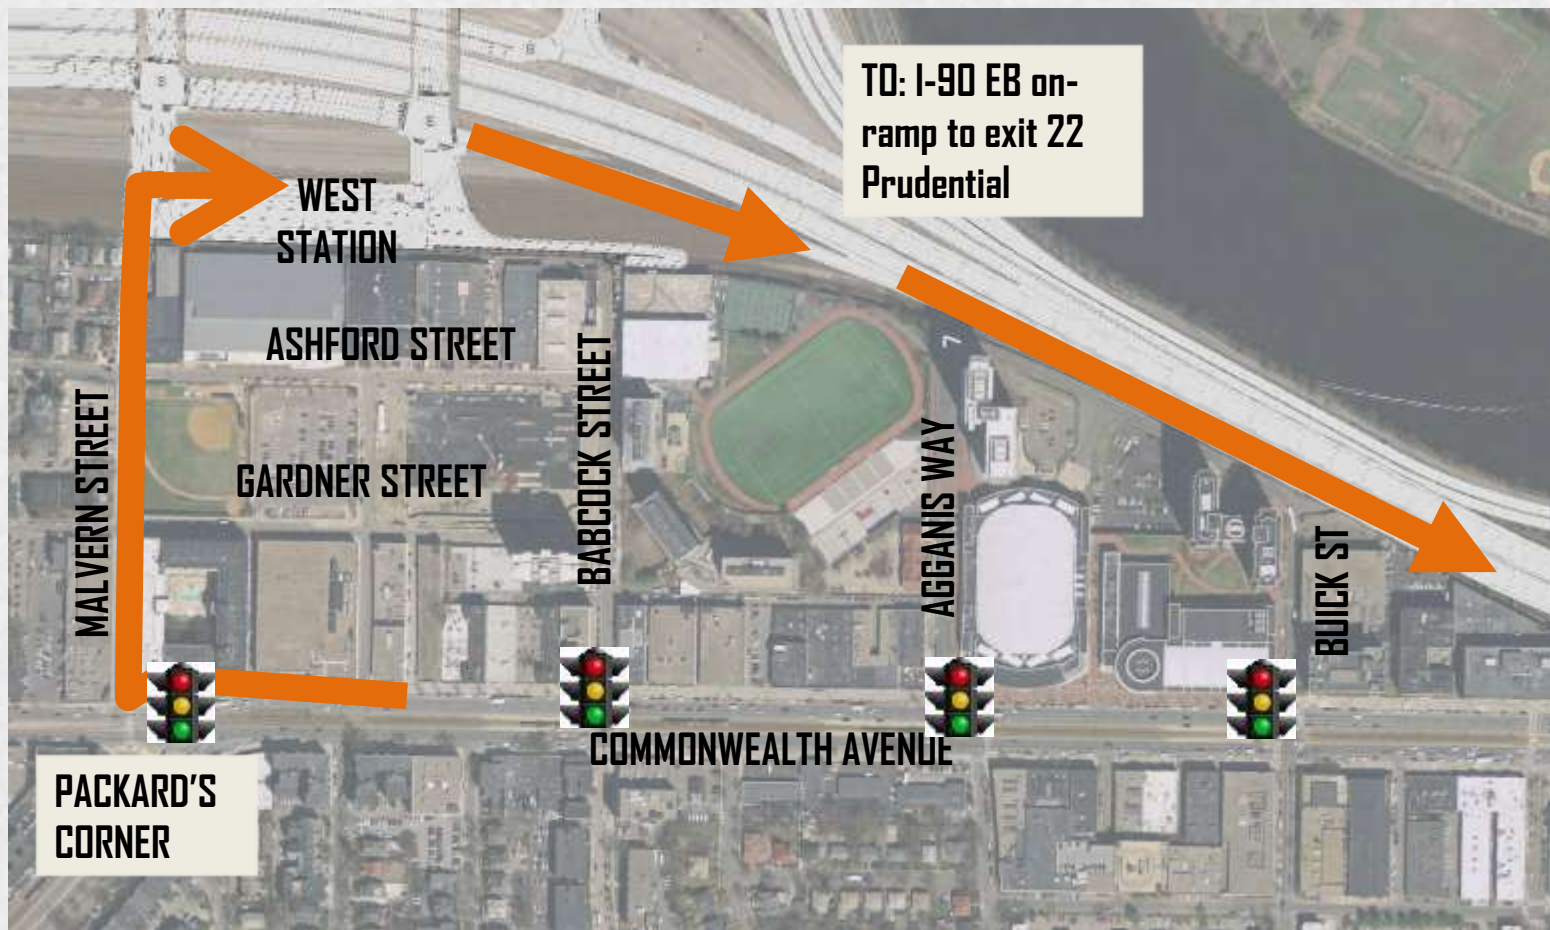 TO: I-90 EB on-
ramp to exit 22
Prudential
WEST
STATION
ASHFORD STREET
BABCOCK STREET
MALVERN STREET
GARDNER STREET
AGGANIS WAY
BUICK ST
COMMONWEALTH AVENUE
PACKARD'S
CORNER